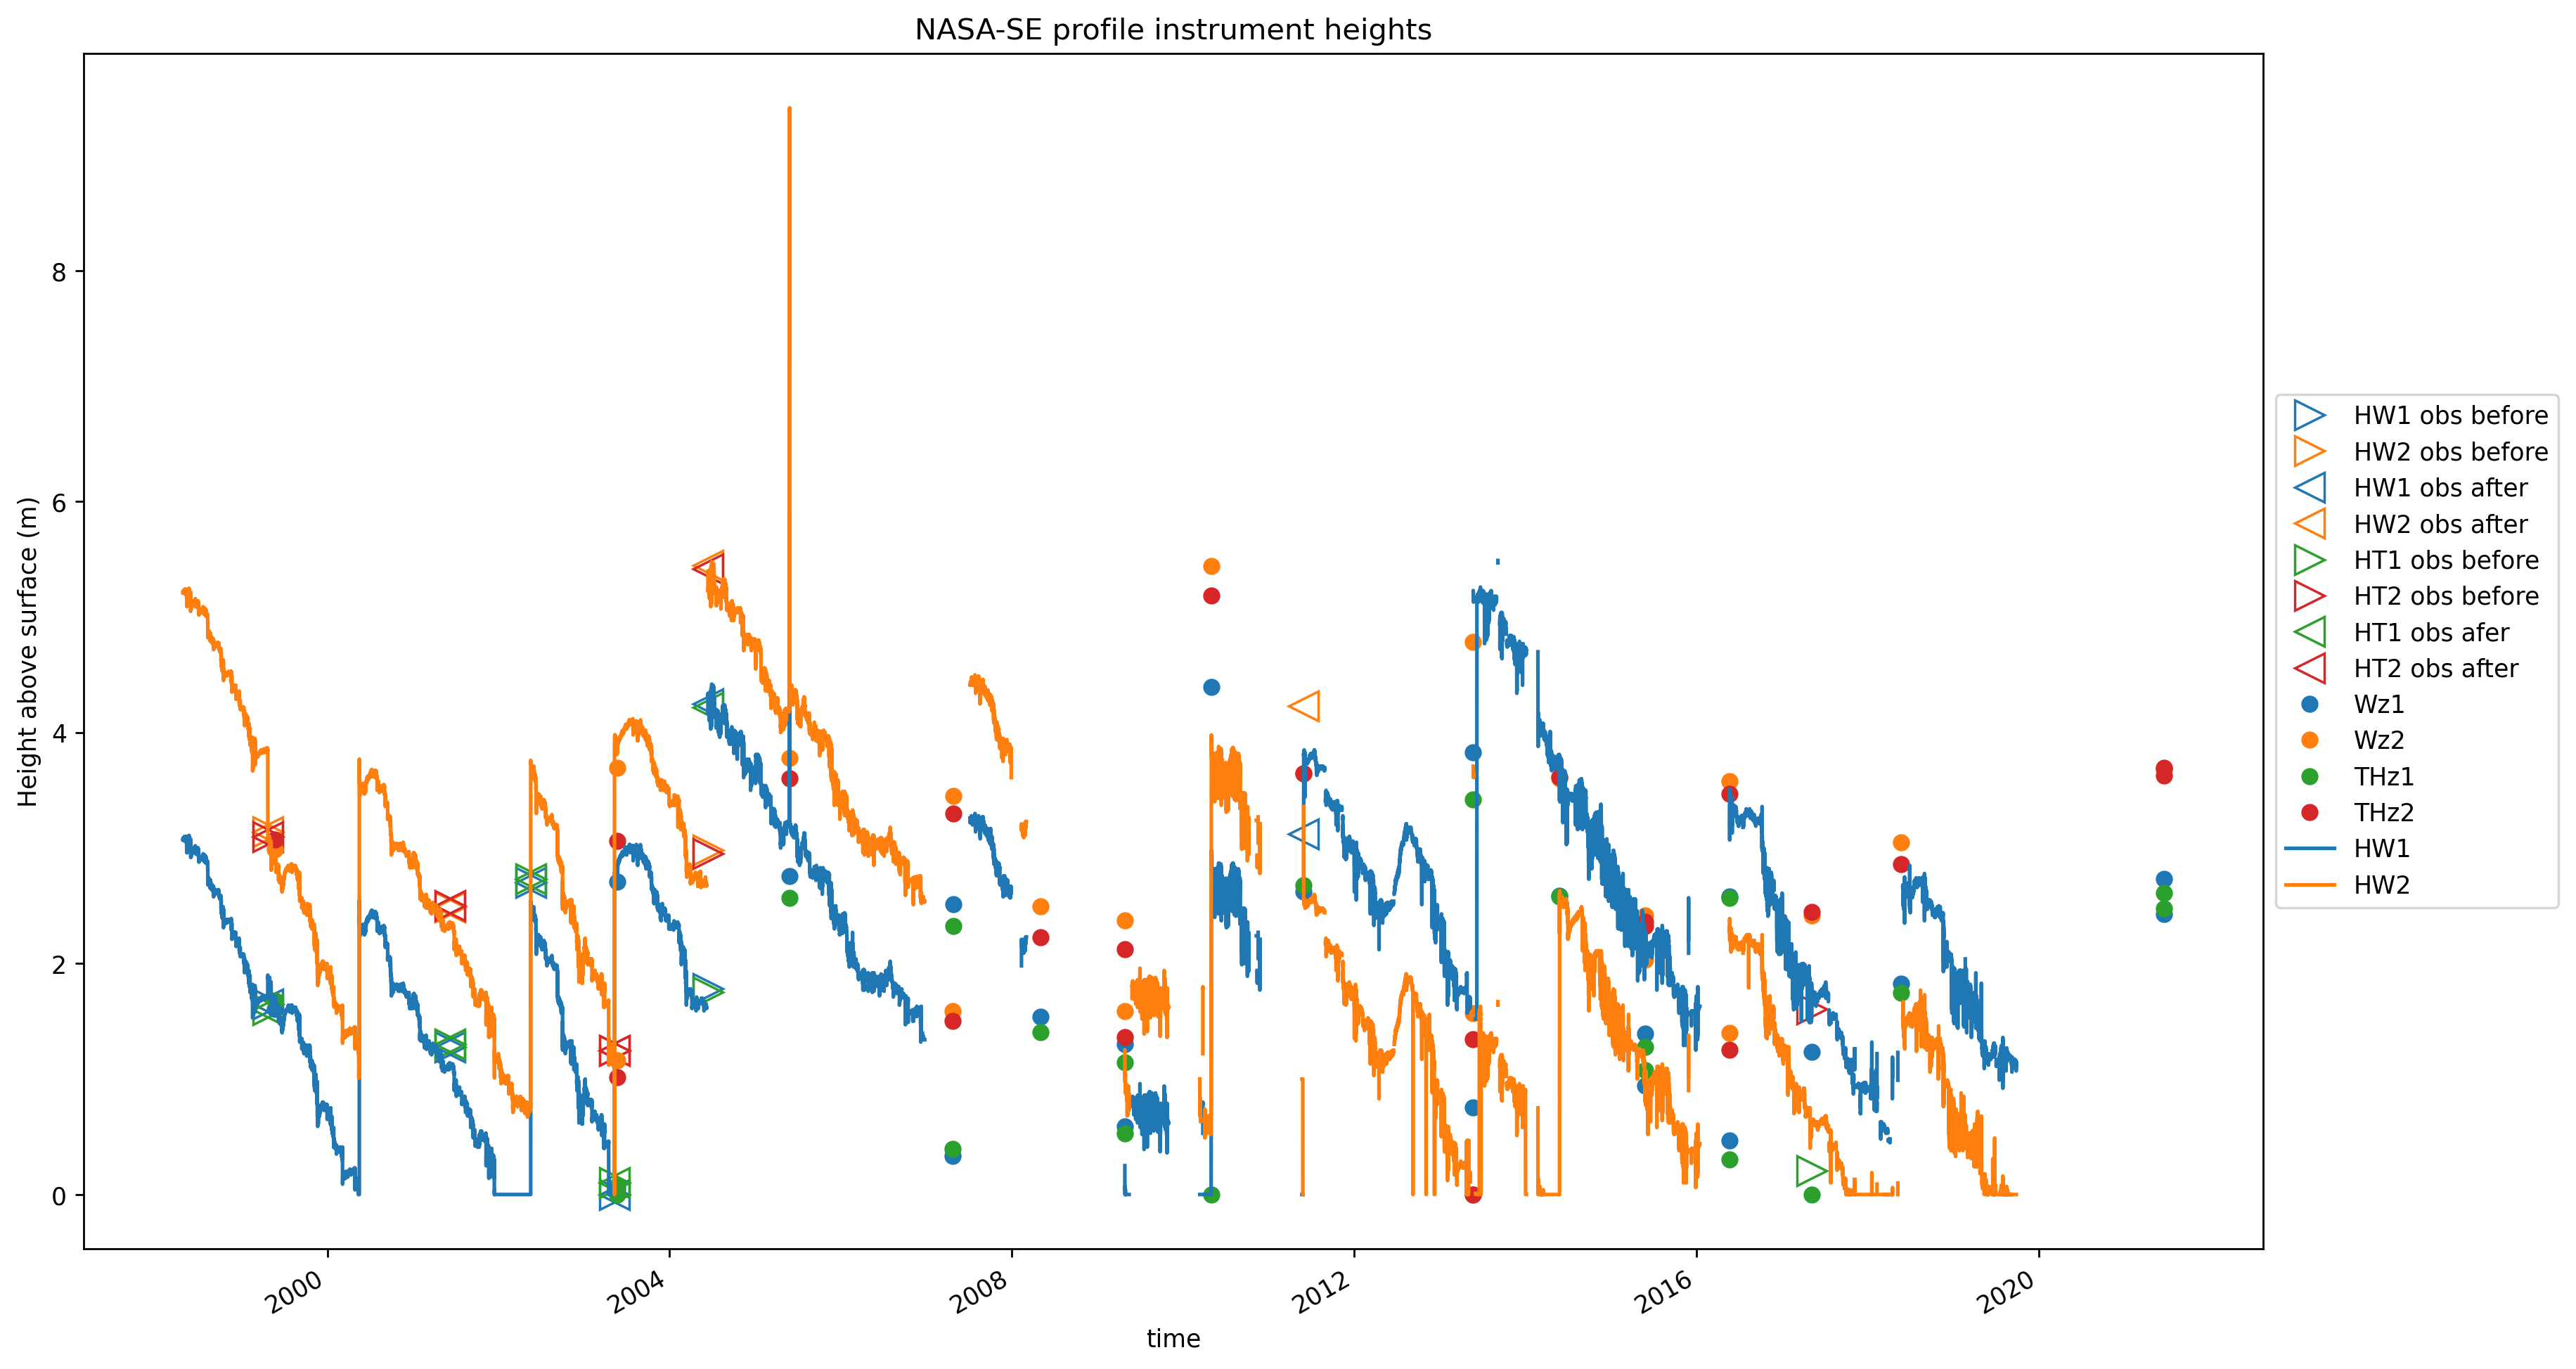 NASA-SE profile instrument heights
Height above surface (m)
8
6
4
2
0
2000
2004
2008
2012
2016
2020
time
HW1 obs before
HW2 obs before
HW1 obs after
HW2 obs after
HT1 obs before
HT2 obs before
HT1 obs afer
HT2 obs after
Wz1
Wz2
THz1
THz2
HW1
HW2